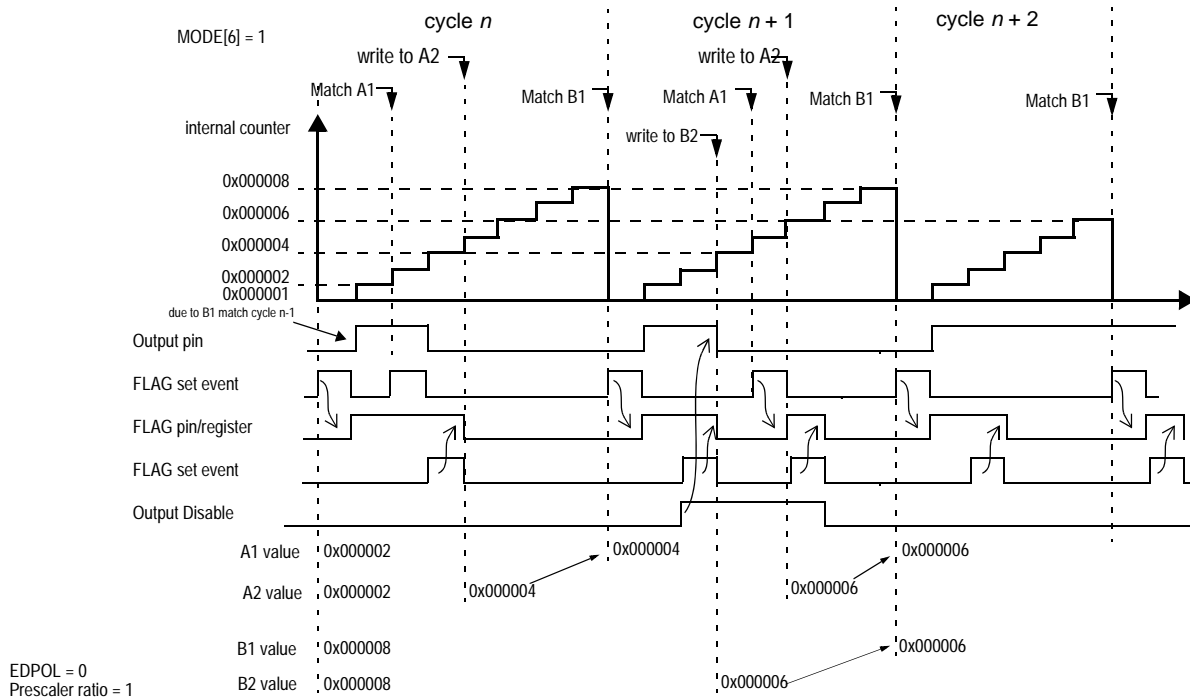 cycle n
cycle n + 1
cycle n + 2
MODE[6] = 1
write to A2
write to A2
Match A1
Match B1
Match A1
Match B1
Match B1
internal counter
write to B2
0x000008
0x000006
0x000004
0x000002
0x000001
due to B1 match cycle n-1
Output pin
FLAG set event
FLAG pin/register
FLAG set event
Output Disable
A1 value 0x000002 0x000004 0x000006
A2 value 0x000002 0x000004 0x000006
B1 value 0x000008 0x000006
B2 value 0x000008 0x000006
EDPOL = 0
Prescaler ratio = 1